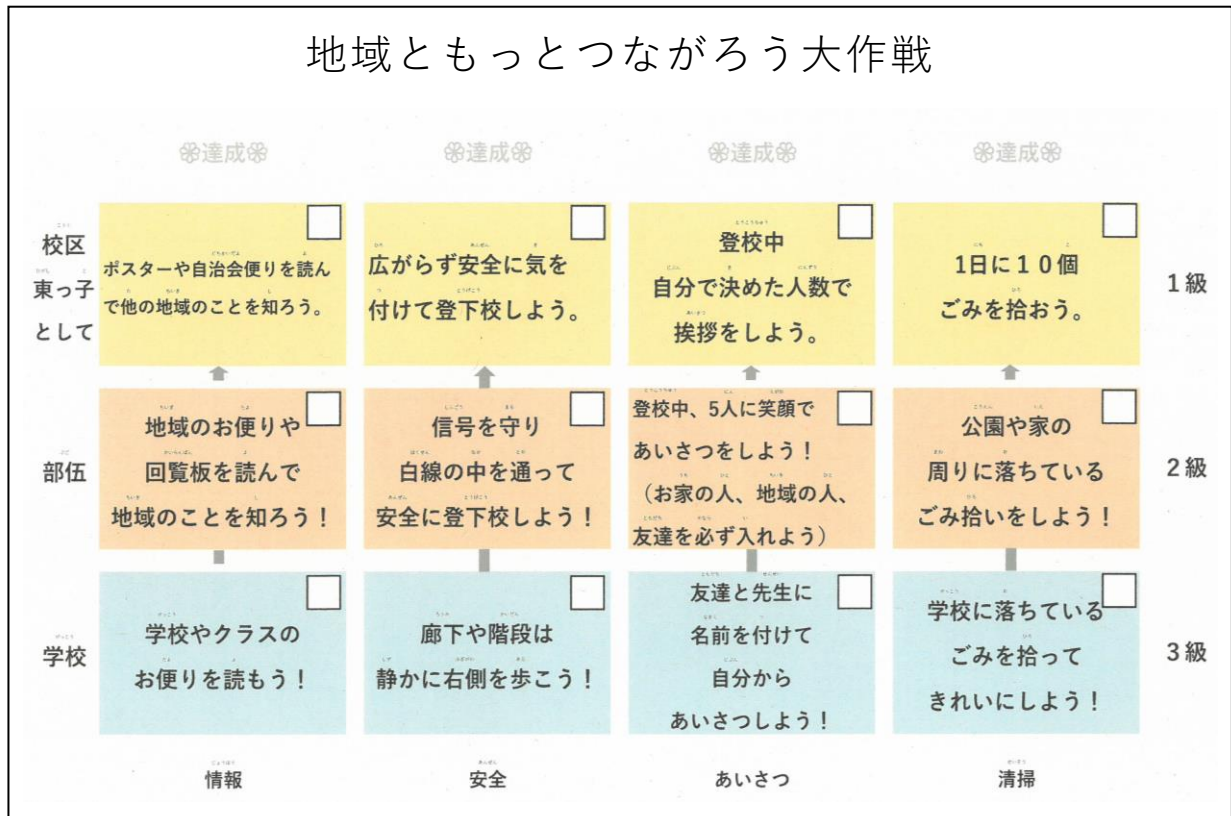 地域ともっとつながろう大作戦
❀達成❀
❀達成❀
❀達成❀
❀達成❀
校区
東っ子
として
ポスターや自治会便りを読ん
で他の地域のことを知ろう。
広がらず安全に気を
付けて登下校しよう。
登校中
自分で決めた人数で
挨拶をしよう。
1日に１０個
ごみを拾おう。
1級
部伍
地域のお便りや
回覧板を読んで
地域のことを知ろう！
信号を守り
白線の中を通って
安全に登下校しよう！
登校中、5人に笑顔で
あいさつをしよう！
（お家の人、地域の人、
友達を必ず入れよう）
公園や家の
周りに落ちている
ごみ拾いをしよう！
2級
学校
学校やクラスの
お便りを読もう！
廊下や階段は
静かに右側を歩こう！
友達と先生に
名前を付けて
自分から
あいさつしよう！
学校に落ちている
ごみを拾って
きれいにしよう！
3級
情報
安全
あいさつ
清掃